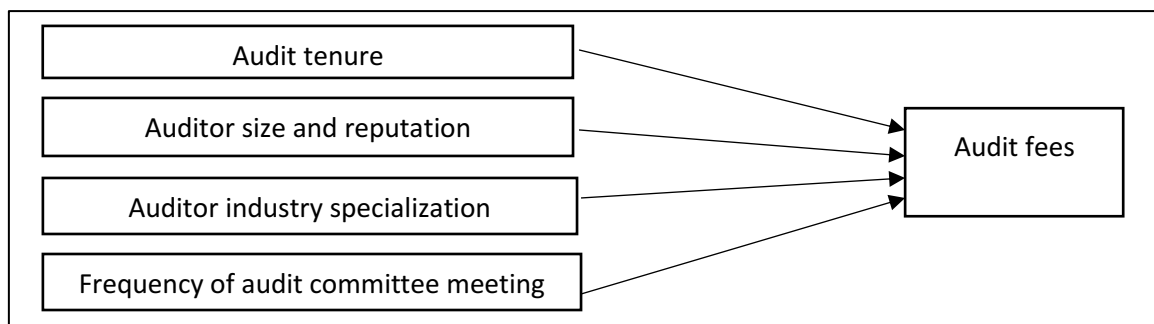 Audit tenure
Auditor size and reputation
Audit fees
Auditor industry specialization
Frequency of audit committee meeting